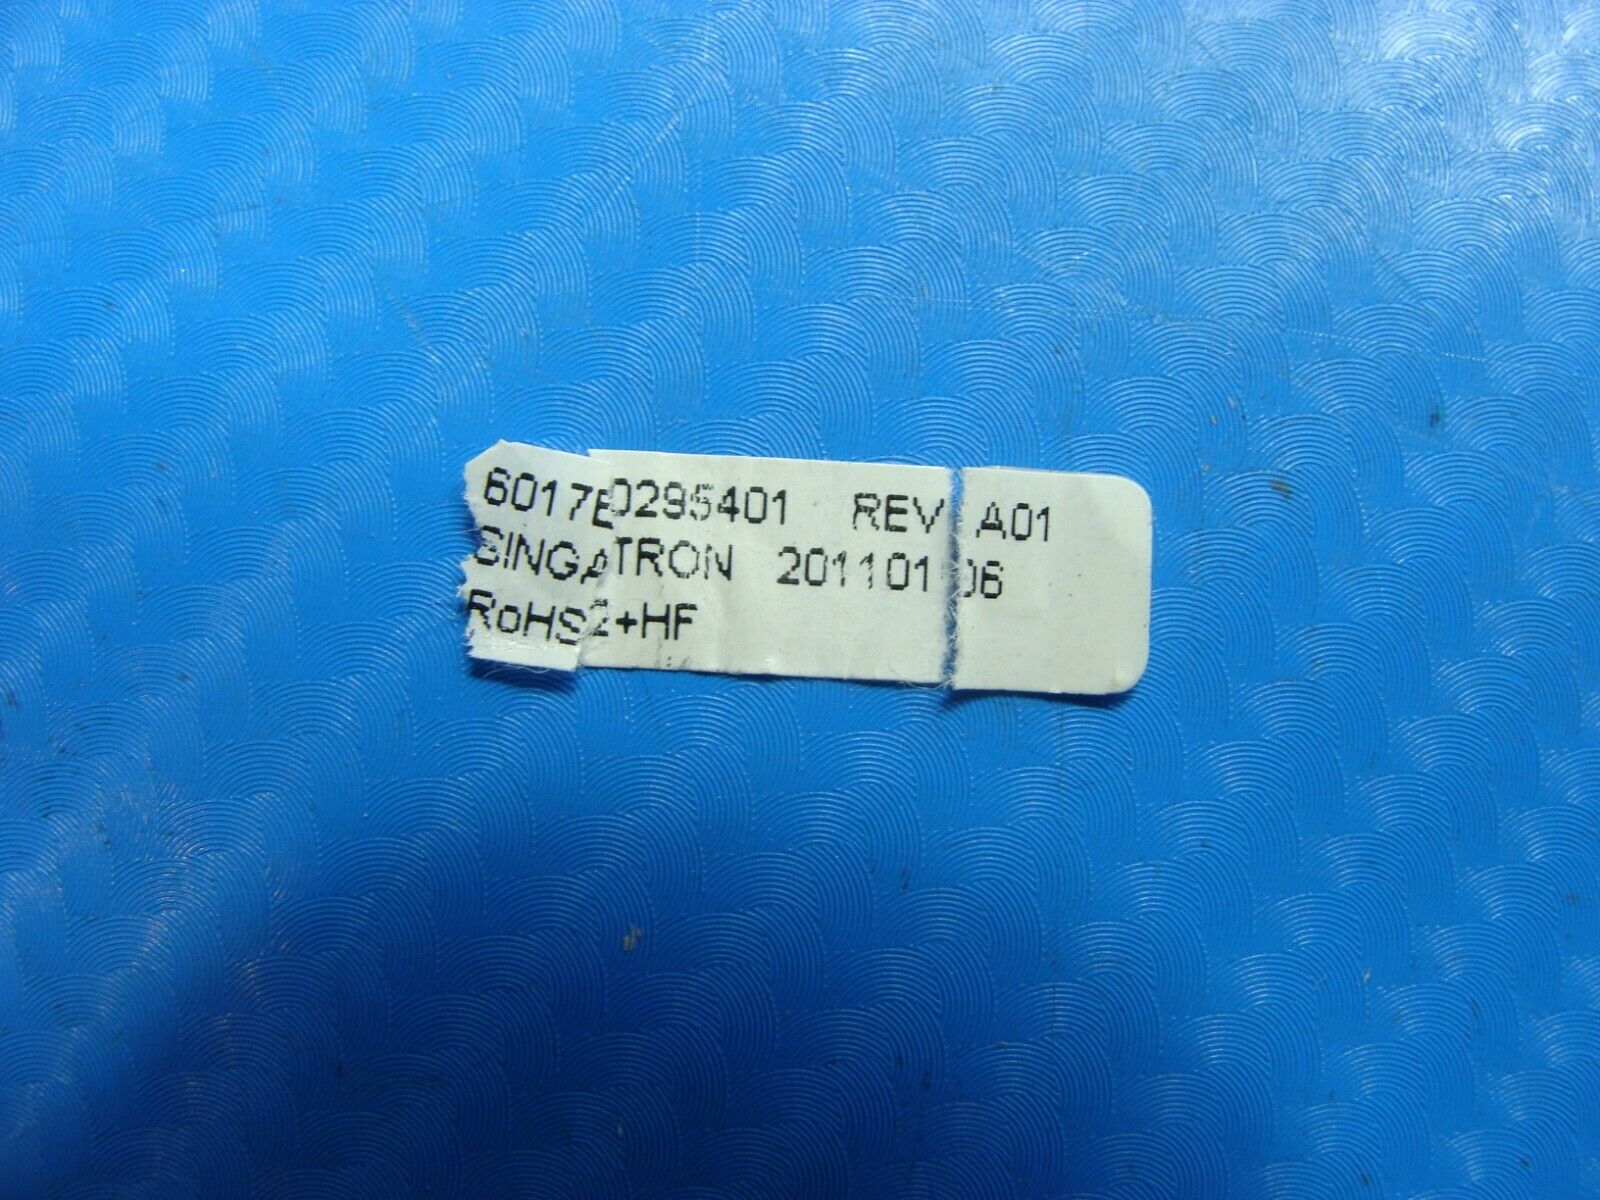 6017B0295401 REV A01
SINGATRON 20110106
RoHS2+HF